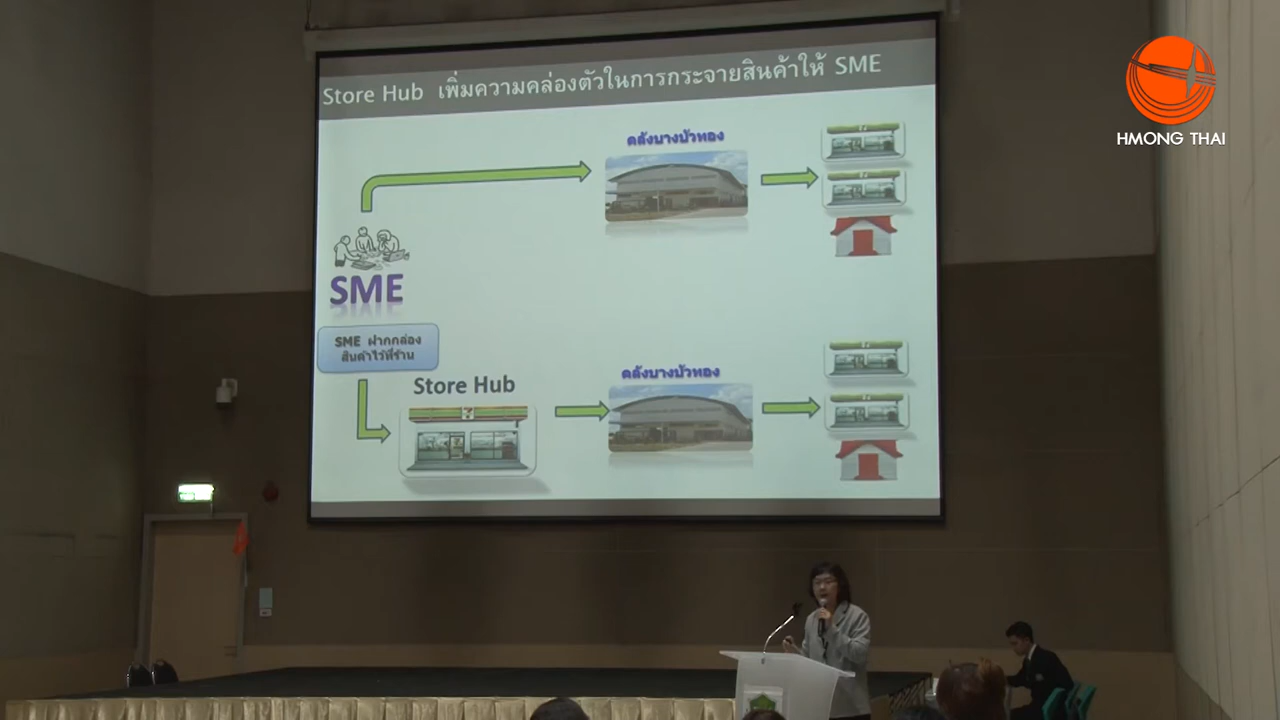 Store Hub เพิ่มความคล่องตัวในการกระจายสินค้าให้ SME
HMONG THAI
คลังบางบัวทอง
SME
SME ฝากกล่อง
สินค้าไว้ที่ร้าน
Store Hub
คลังบางบัวทอง